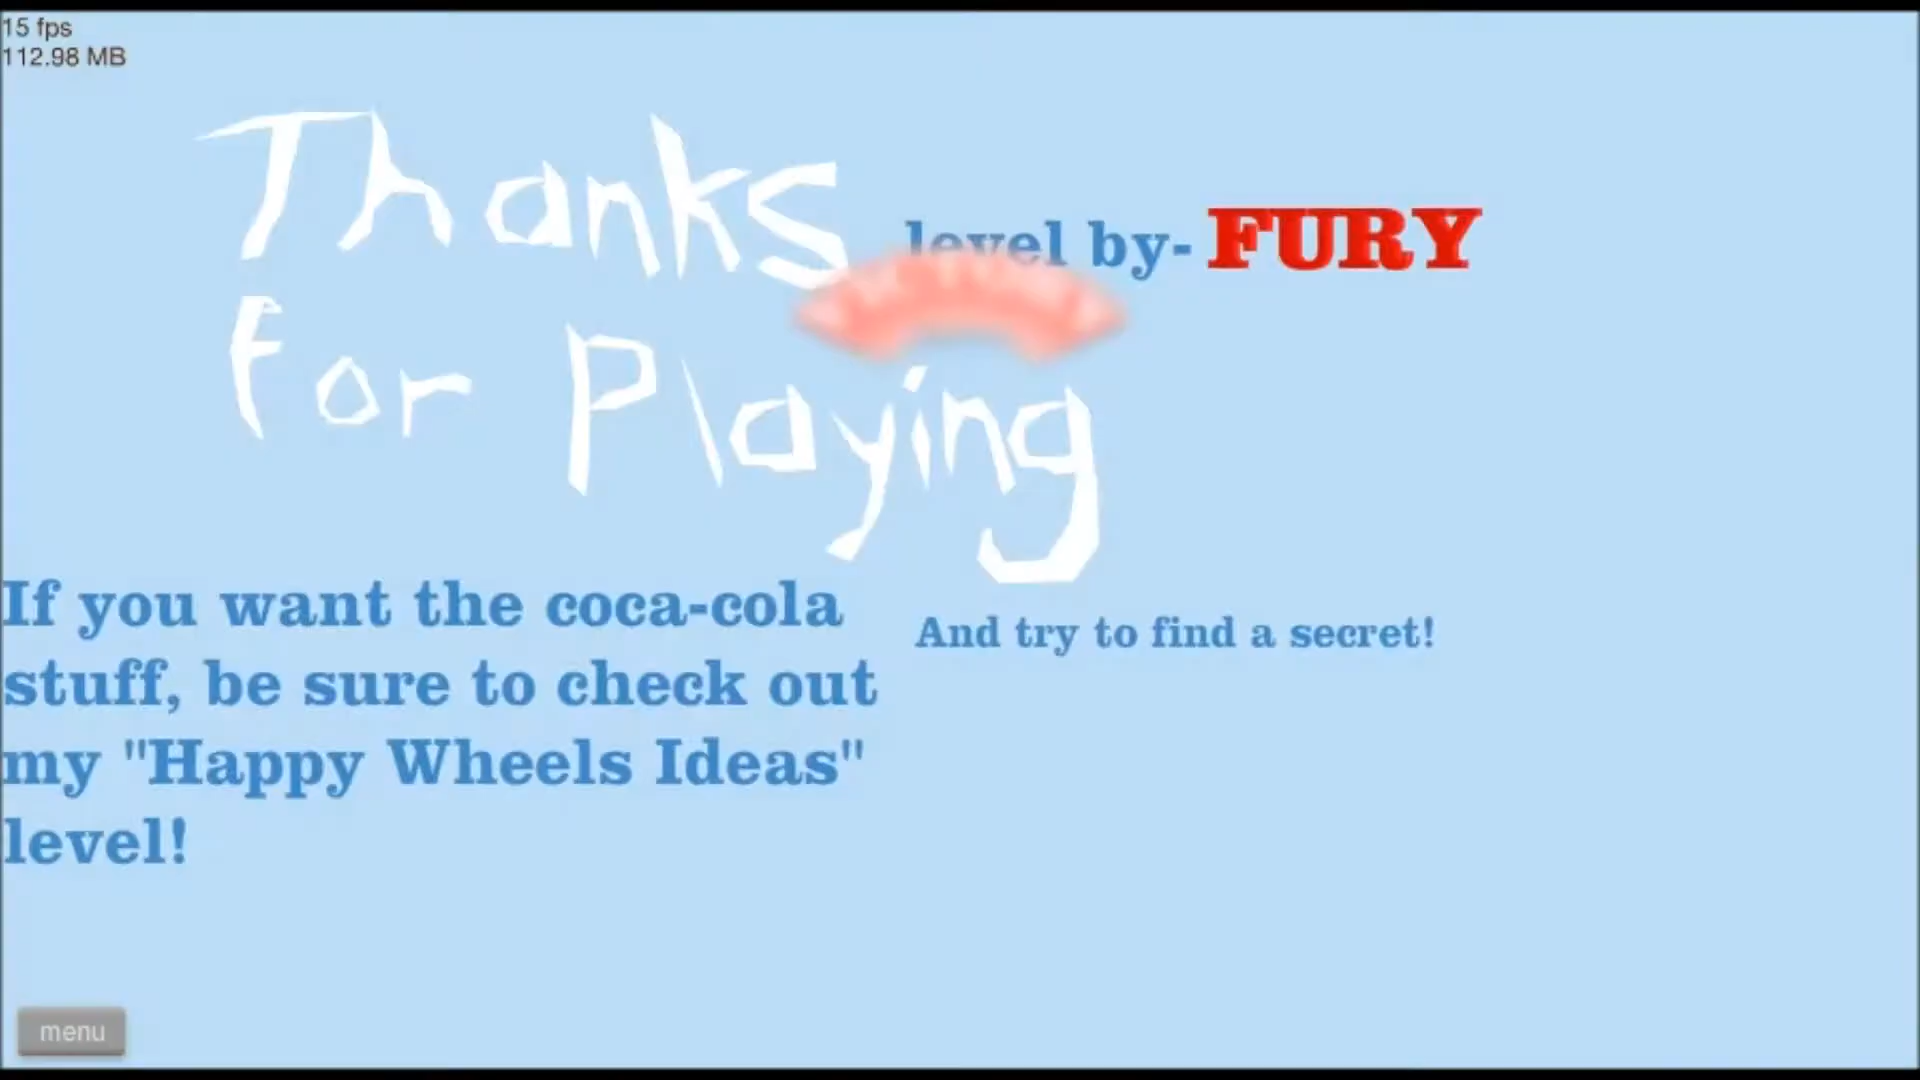 15 fps
112.98 MB
Thanks
For Playing
level by- FURY
If you want the coca-cola
stuff, be sure to check out
my "Happy Wheels Ideas"
level!
And try to find a secret!
menu